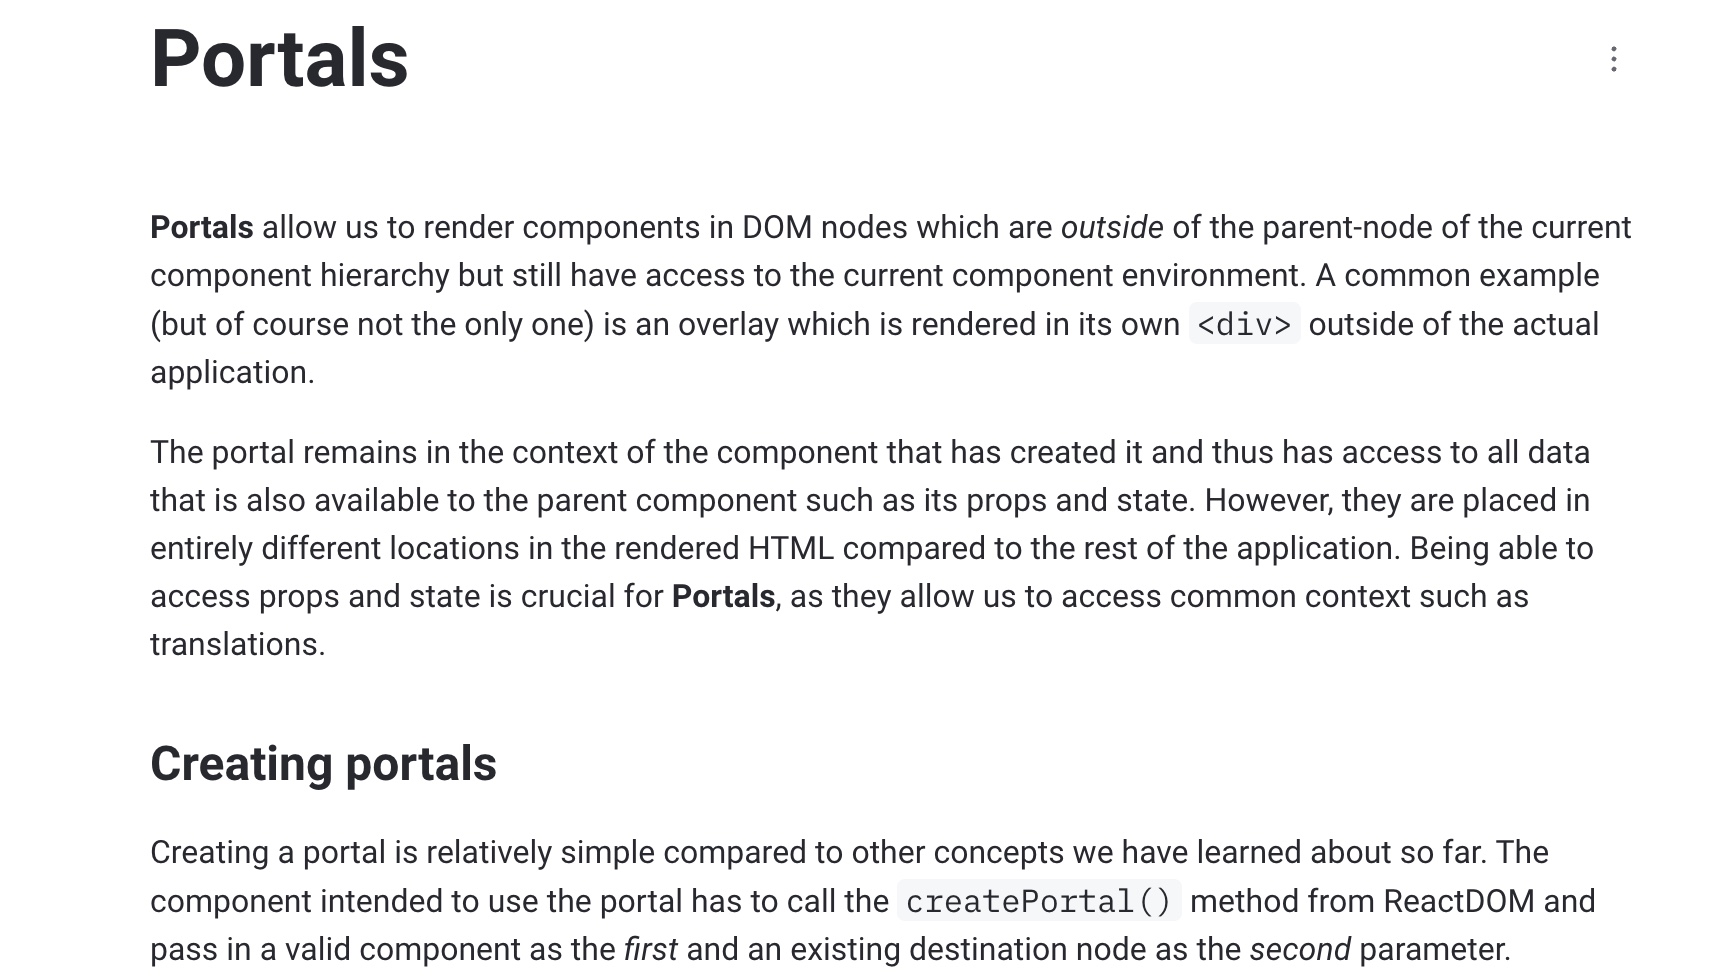 Portals
Portals allow us to render components in DOM nodes which are outside of the parent-node of the current
component hierarchy but still have access to the current component environment. A common example
(but of course not the only one) is an overlay which is rendered in its own <div> outside of the actual
application.
The portal remains in the context of the component that has created it and thus has access to all data
that is also available to the parent component such as its props and state. However, they are placed in
entirely different locations in the rendered HTML compared to the rest of the application. Being able to
access props and state is crucial for Portals, as they allow us to access common context such as
translations.
Creating portals
Creating a portal is relatively simple compared to other concepts we have learned about so far. The
component intended to use the portal has to call the createPortal() method from ReactDOM and
pass in a valid component as the first and an existing destination node as the second parameter.